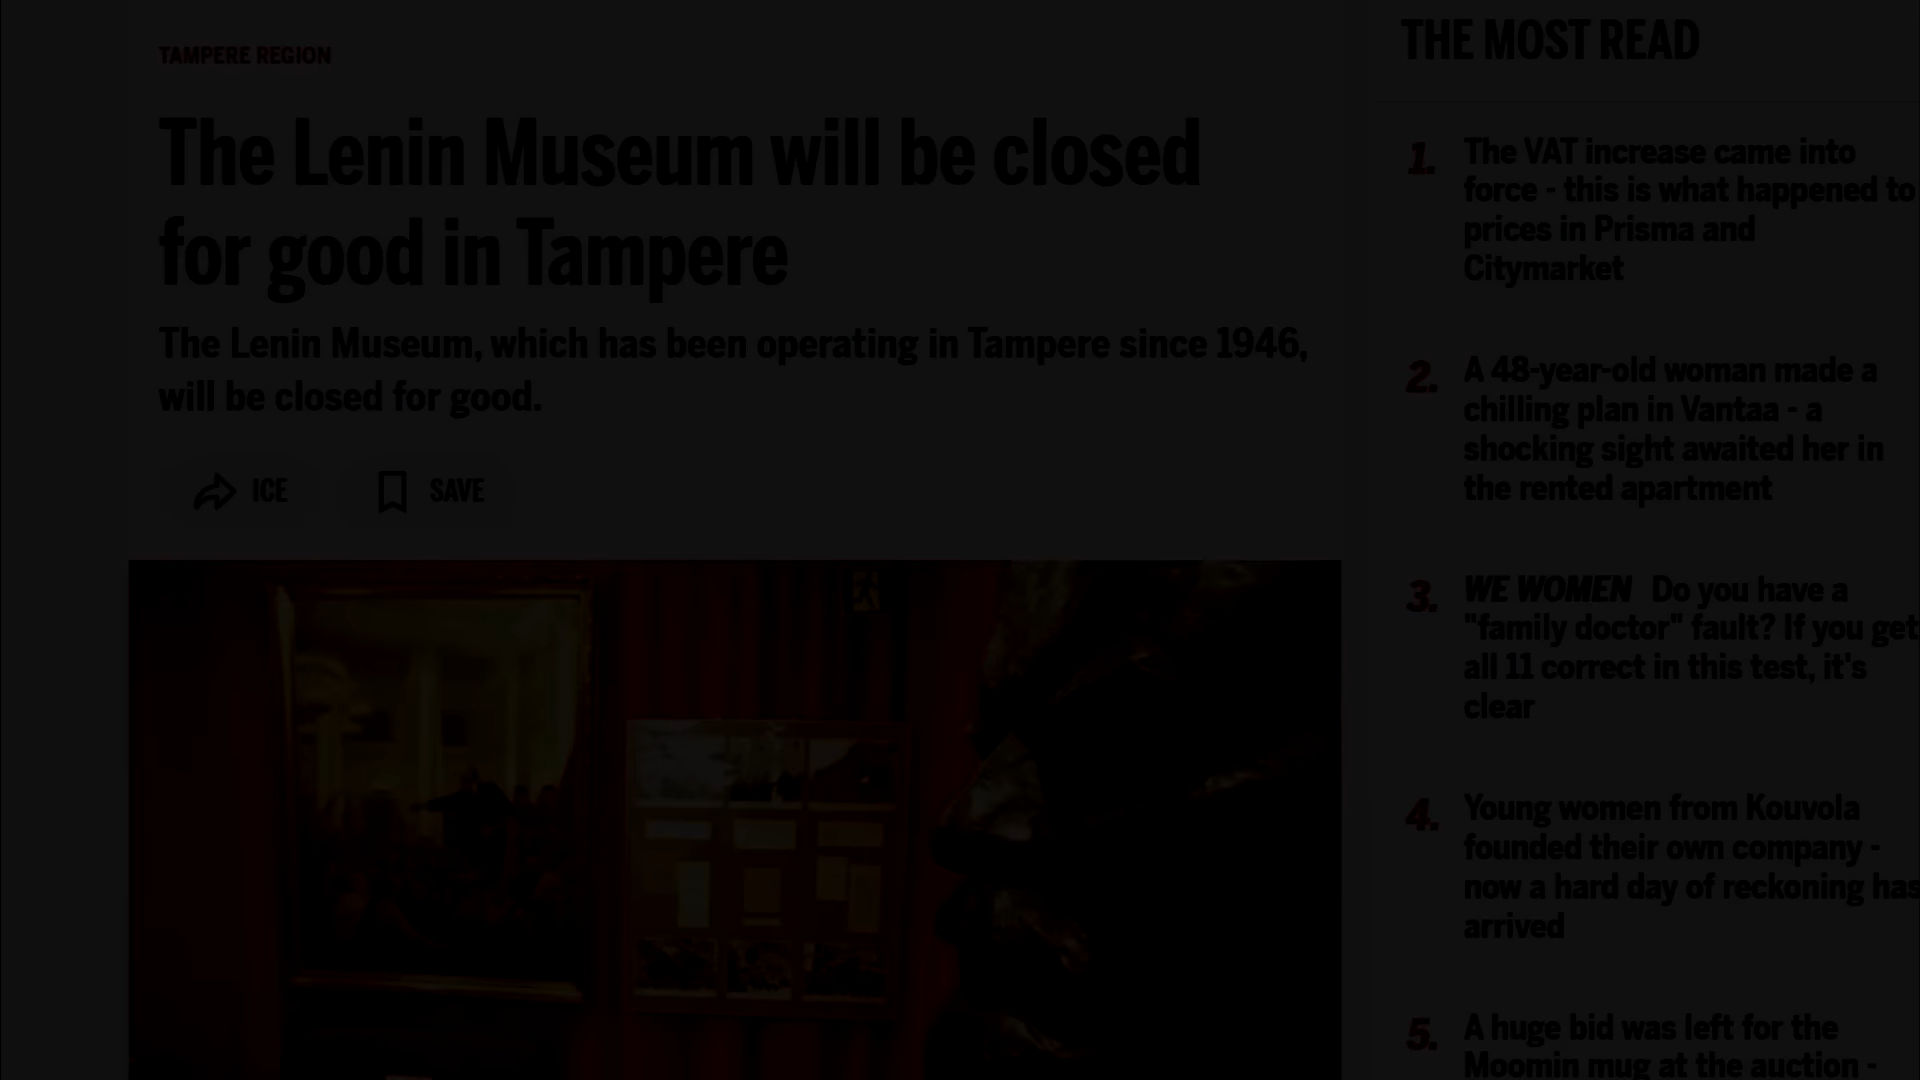 TAMPERE REGION
The Lenin Museum will be closed
for good in Tampere
The Lenin Museum, which has been operating in Tampere since 1946,
will be closed for good.
ICE
SAVE
THE MOST READ
1.
The VAT increase came into
force - this is what happened to
prices in Prisma and
Citymarket
2.
A 48-year-old woman made a
chilling plan in Vantaa - a
shocking sight awaited her in
the rented apartment
3.
WE WOMEN Do you have a
"family doctor" fault? If you get
all 11 correct in this test, it's
clear
4.
Young women from Kouvola
founded their own company -
now a hard day of reckoning has
arrived
5.
A huge bid was left for the
Moomin mug at the auction -